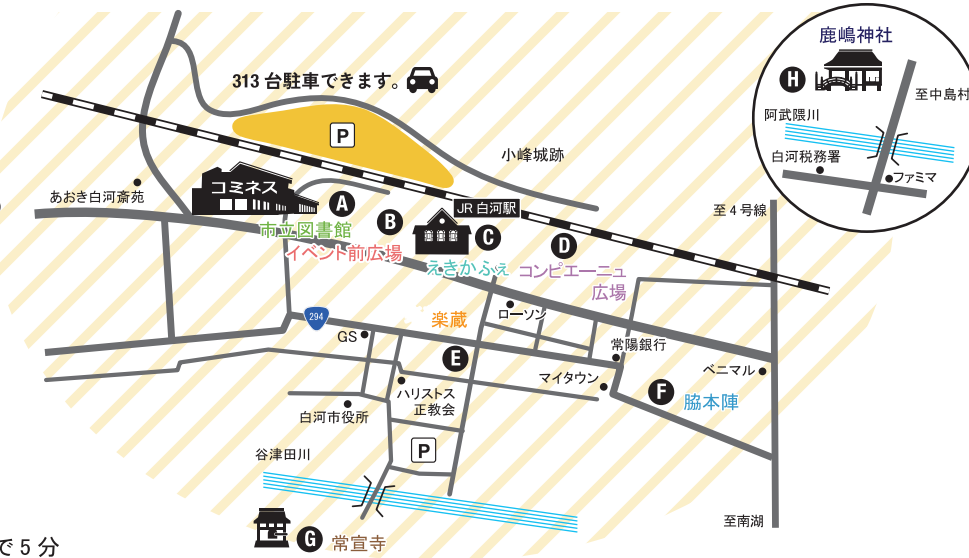 鹿嶋神社
H
至中島村
阿武隈川
白河税務署
ファミマ
313 台駐車できます。
P
小峰城跡
あおき白河斎苑
コミネス
A
市立図書館
B
イベント前広場
JR 白河駅
C
えきかふぇ
D
コンピエーニュ
広場
至４号線
294
GS
楽蔵
E
ローソン
常陽銀行
マイタウン
ベニマル
F
脇本陣
ハリストス
正教会
白河市役所
P
谷津田川
G
常宣寺
至南湖
で 5 分